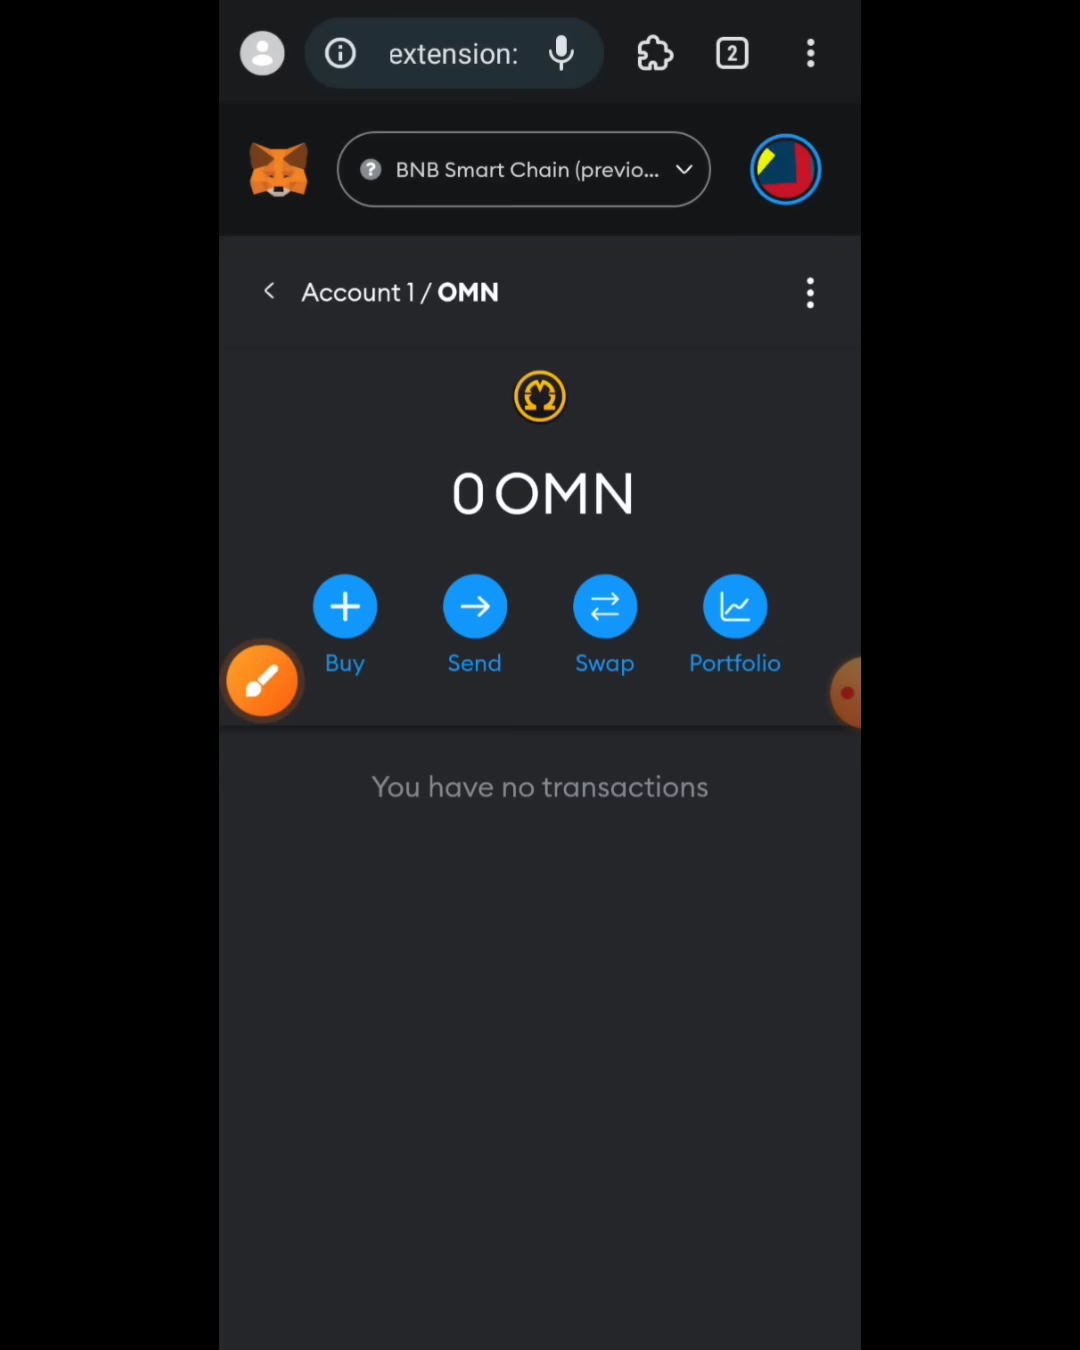 extension:
2
BNB Smart Chain (previo...
Account 1 / OMN
0 OMN
Buy
Send
Swap
Portfolio
You have no transactions